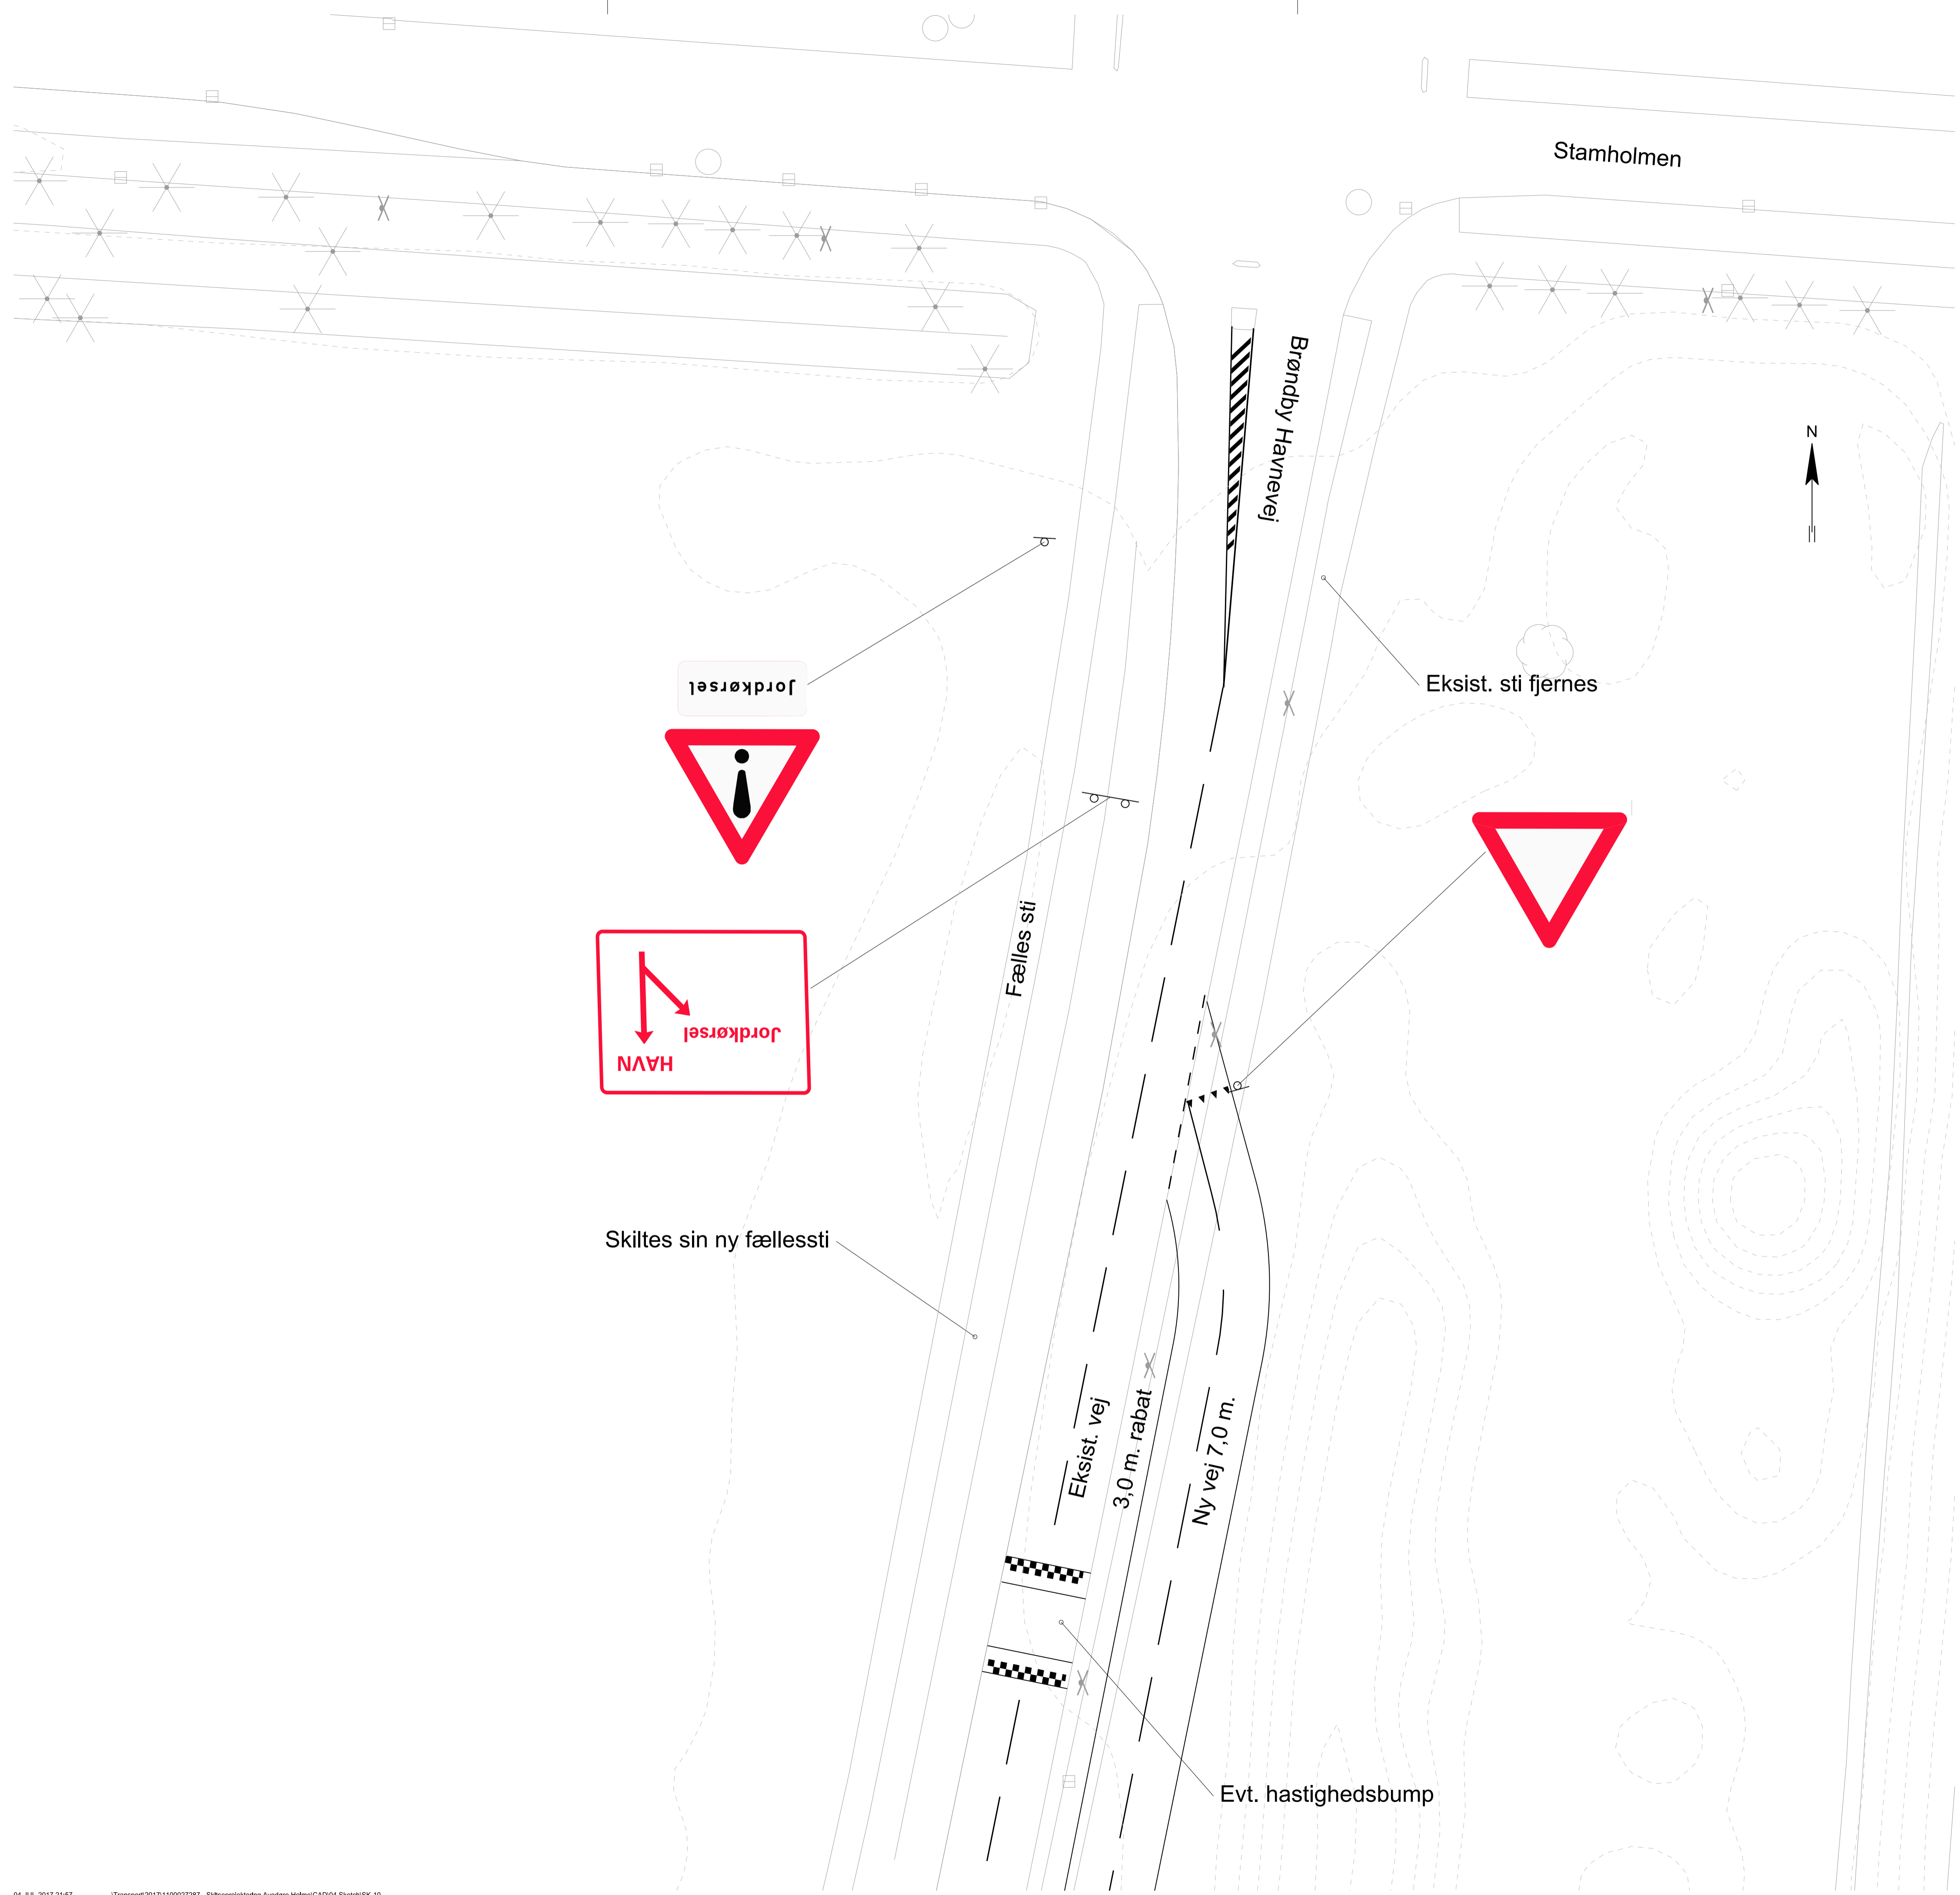 Stamholmen
Brøndby Havnevej
N
Eksist. sti fjernes
Jordkørsel
Fælles sti
Jordkørsel
HAVN
Skiltes sin ny fællessti
Eksist. vej
3,0 m. rabat
Ny vej 7,0 m.
Evt. hastighedsbump